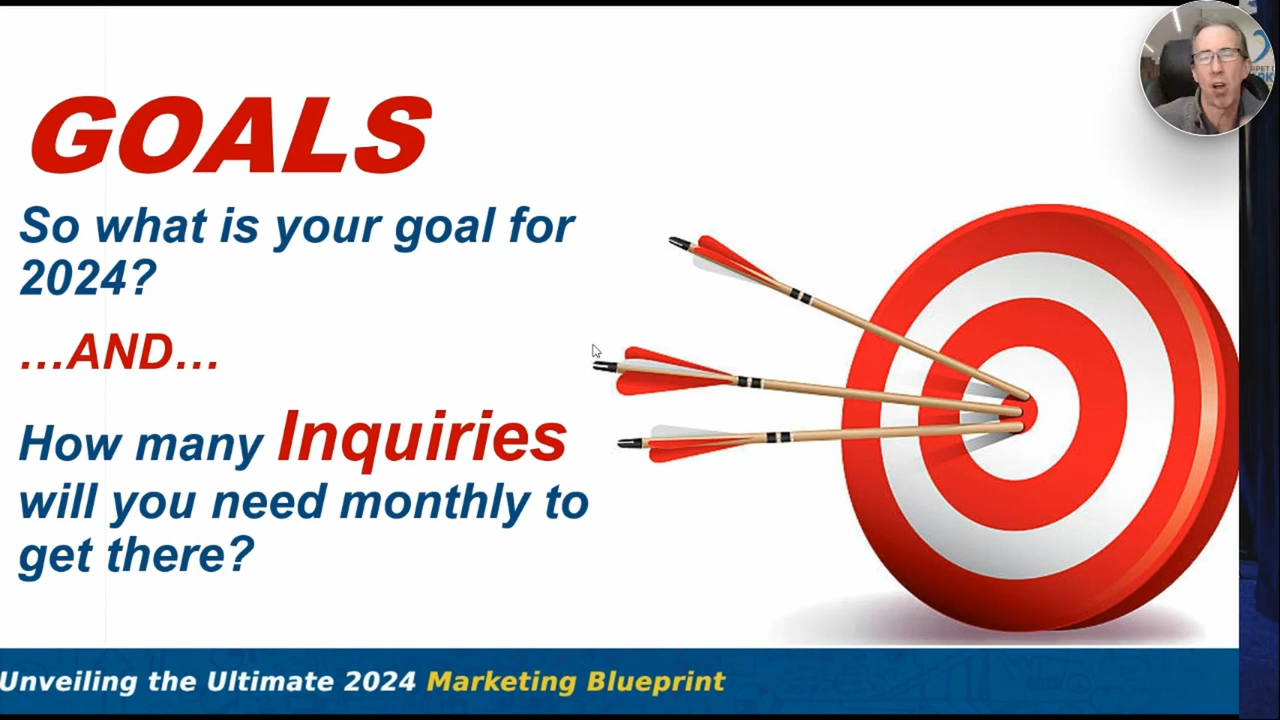 GOALS
So what is your goal for
2024?
...AND...
How many Inquiries
will you need monthly to
get there?
Unveiling the Ultimate 2024 Marketing Blueprint